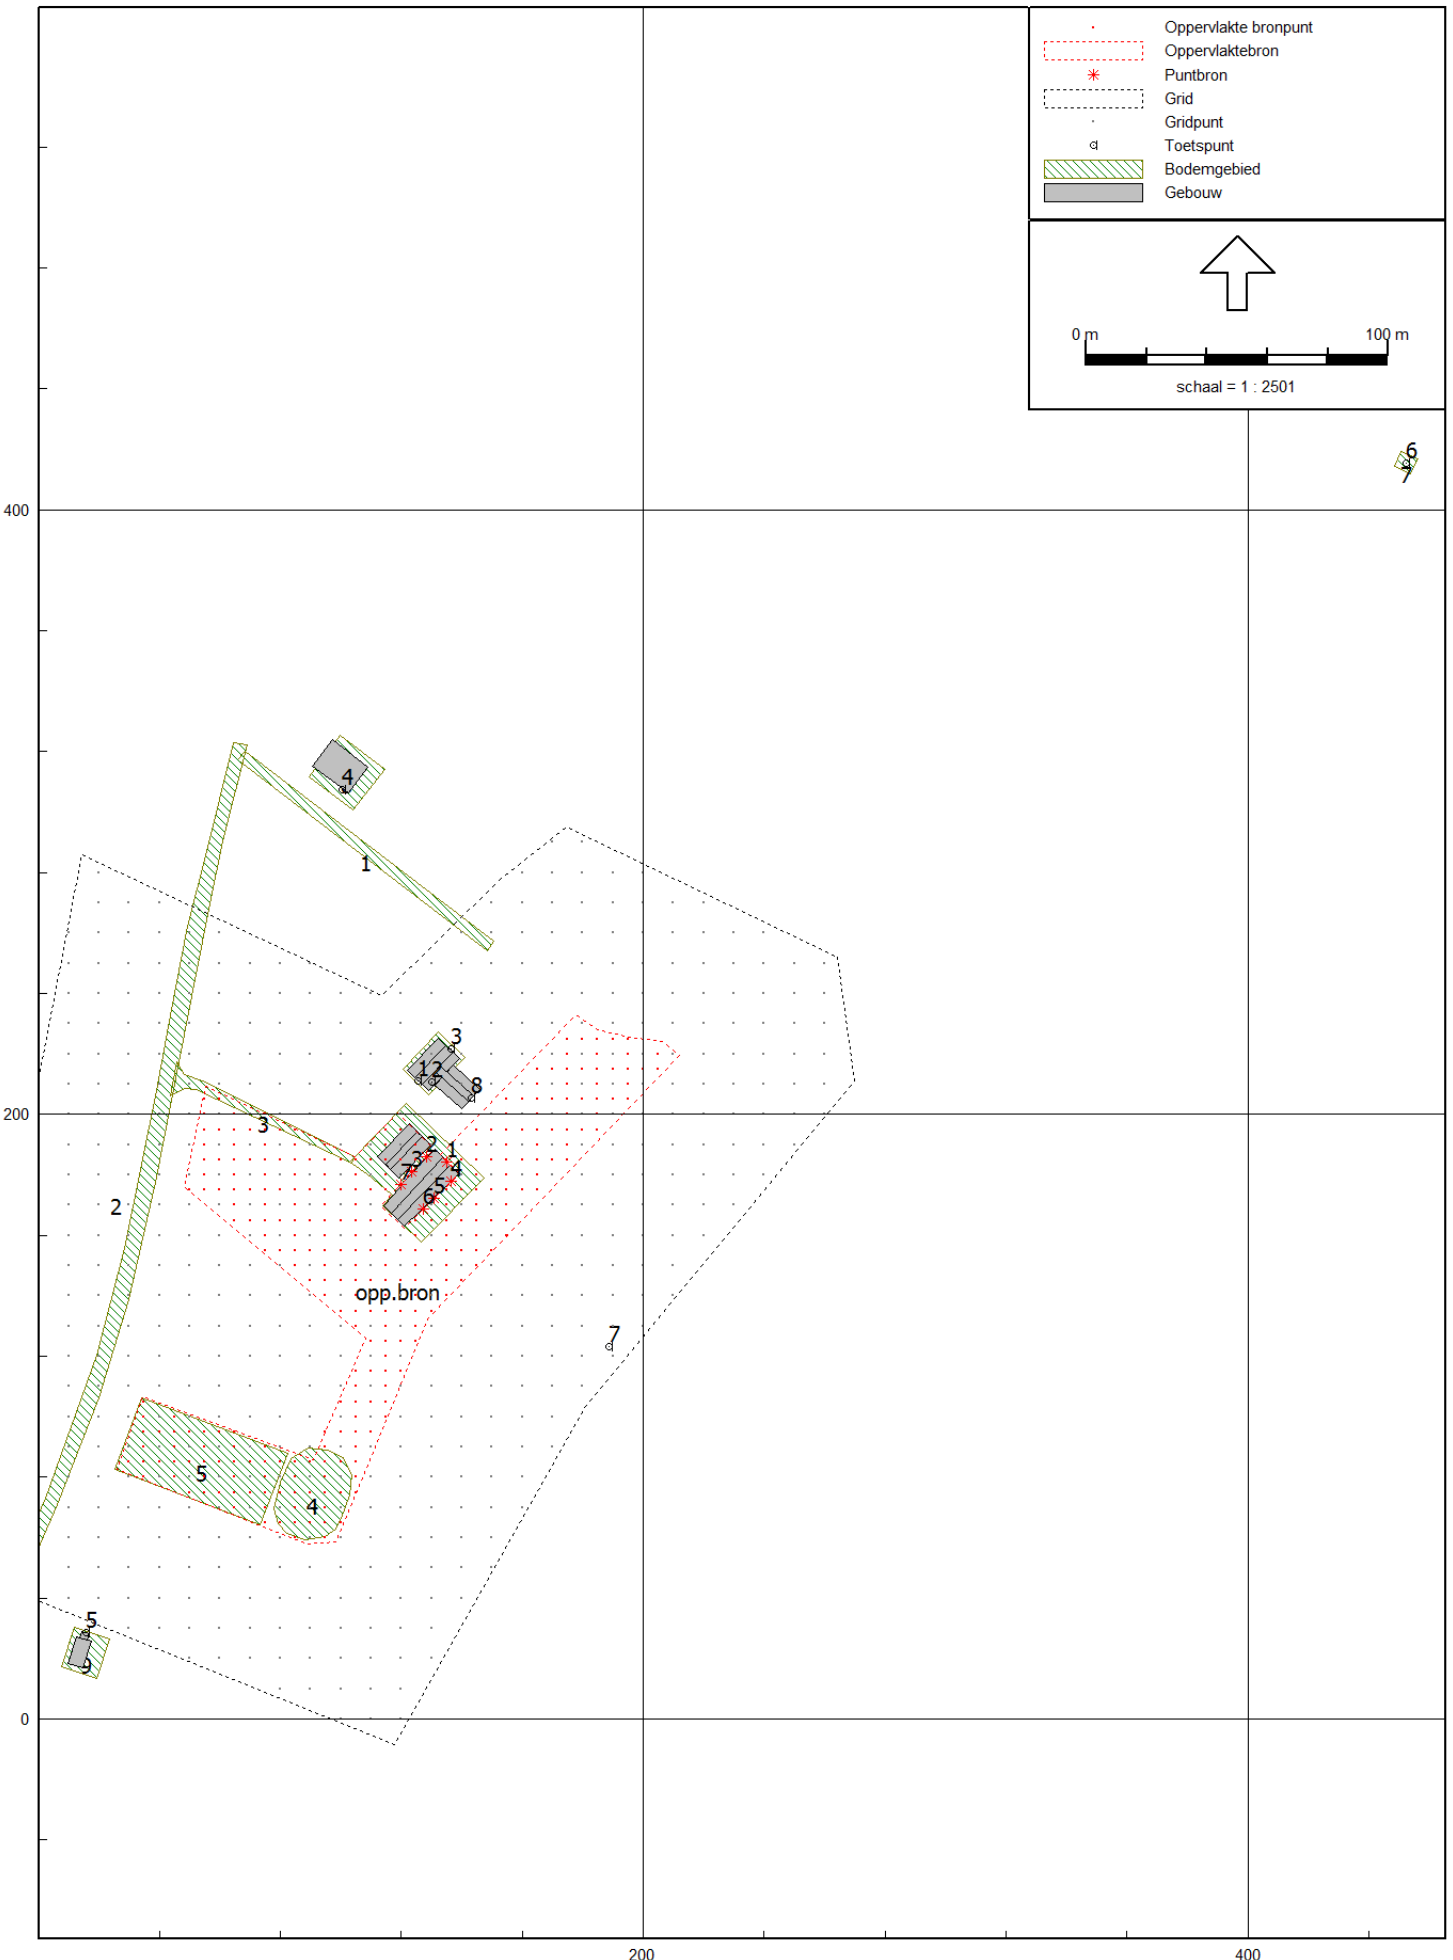 Oppervlakte bronpunt
Oppervlaktebron
Puntbron
Grid
Gridpunt
Toetspunt
Bodemgebied
Gebouw
0 m 100 m
schaal = 1 : 2501
6
7
400
4
1
3
12
8
200
3
2
1
3
4
7
5
6
2
opp.bron
7
5
4
5
9
0
200 400